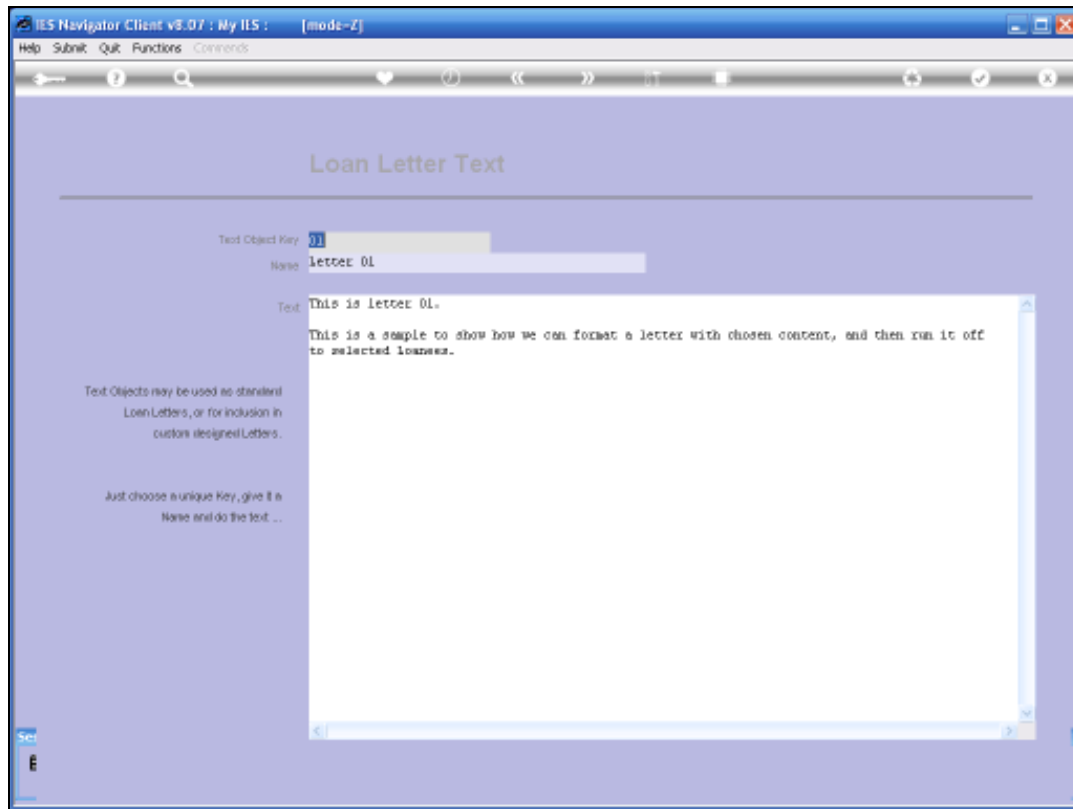 IES Navigator Client v8.07 : My IES : [mode-Z]
Help Submit Quit Functions Commands
Loan Letter Text
Text Object Key 01
Name letter 01
Text This is letter 01.
This is a sample to show how we can format a letter with chosen content, and then run it off
to selected loanees.
Text Objects may be used as standard
Loan Letters, or for inclusion in
custom designed Letters.
Just choose a unique Key, give it a
Name and do the text ...